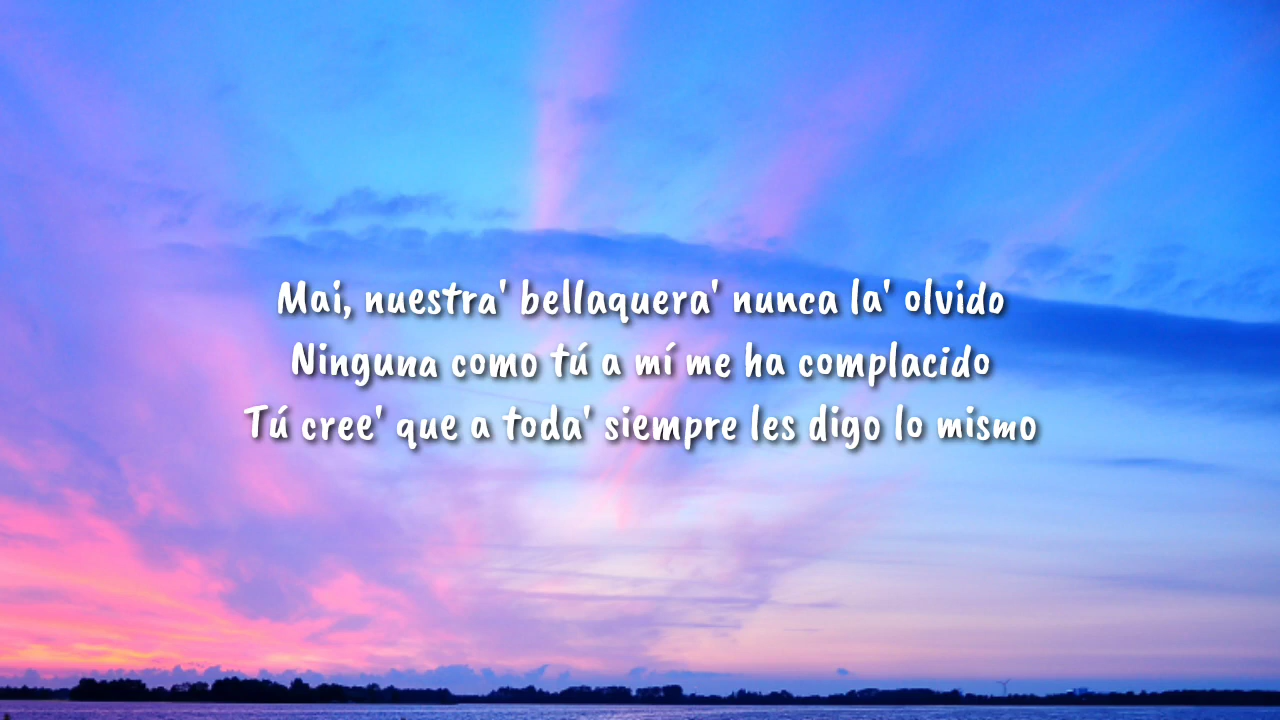 Mai, nuestra' bellaquera' nunca la' olvido
Ninguna como tú a mí me ha complacido
Tú cree' que a toda' siempre les digo lo mismo